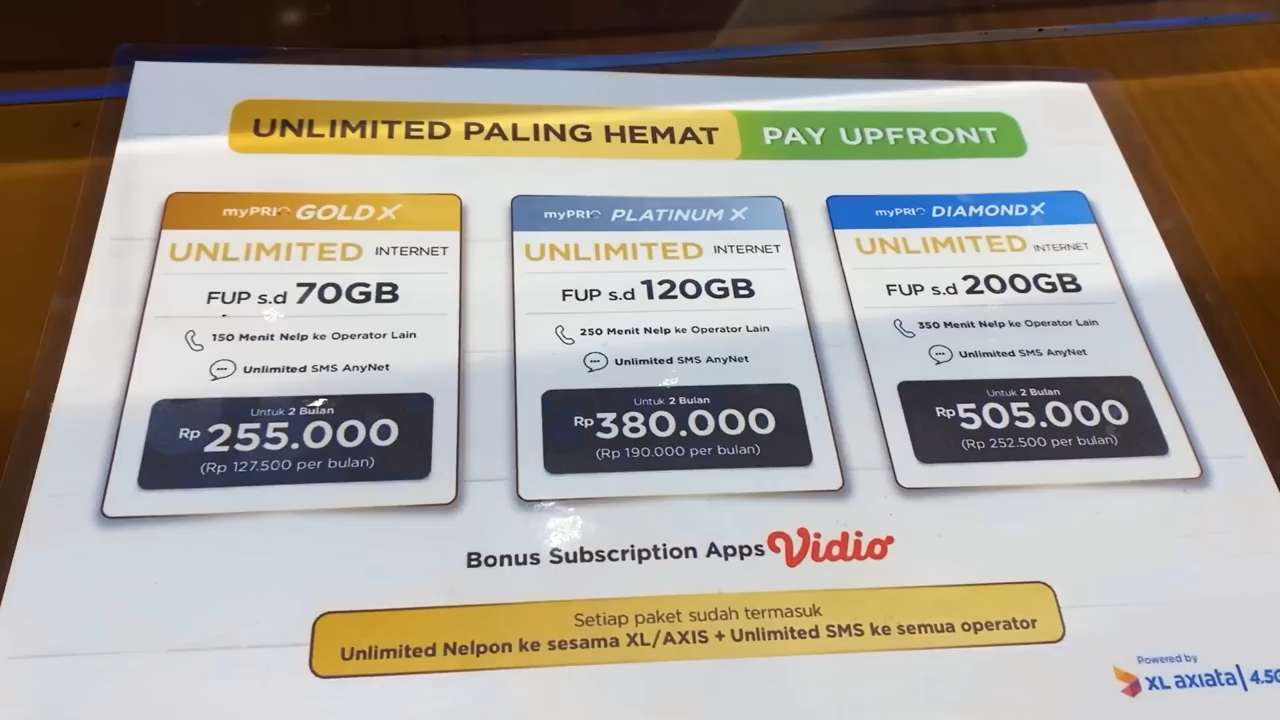 UNLIMITED PALING HEMAT PAY UPFRONT
myPRIO GOLD X
UNLIMITED INTERNET
FUP s.d 70GB
150 Menit Nelp ke Operator Lain
Unlimited SMS AnyNet
Untuk 2 Bulan
Rp 255.000
(Rp 127.500 per bulan)
myPRIO PLATINUM X
UNLIMITED INTERNET
FUP s.d 120GB
250 Menit Nelp ke Operator Lain
Unlimited SMS AnyNet
Untuk 2 Bulan
Rp 380.000
(Rp 190.000 per bulan)
myPRIO DIAMOND X
UNLIMITED INTERNET
FUP s.d 200GB
350 Menit Nelp ke Operator Lain
Unlimited SMS AnyNet
Untuk 2 Bulan
Rp 505.000
(Rp 252.500 per bulan)
Bonus Subscription Apps Vidio
Setiap paket sudah termasuk
Unlimited Nelpon ke sesama XL/AXIS + Unlimited SMS ke semua operator
Powered by
XL axiata | 4.5G